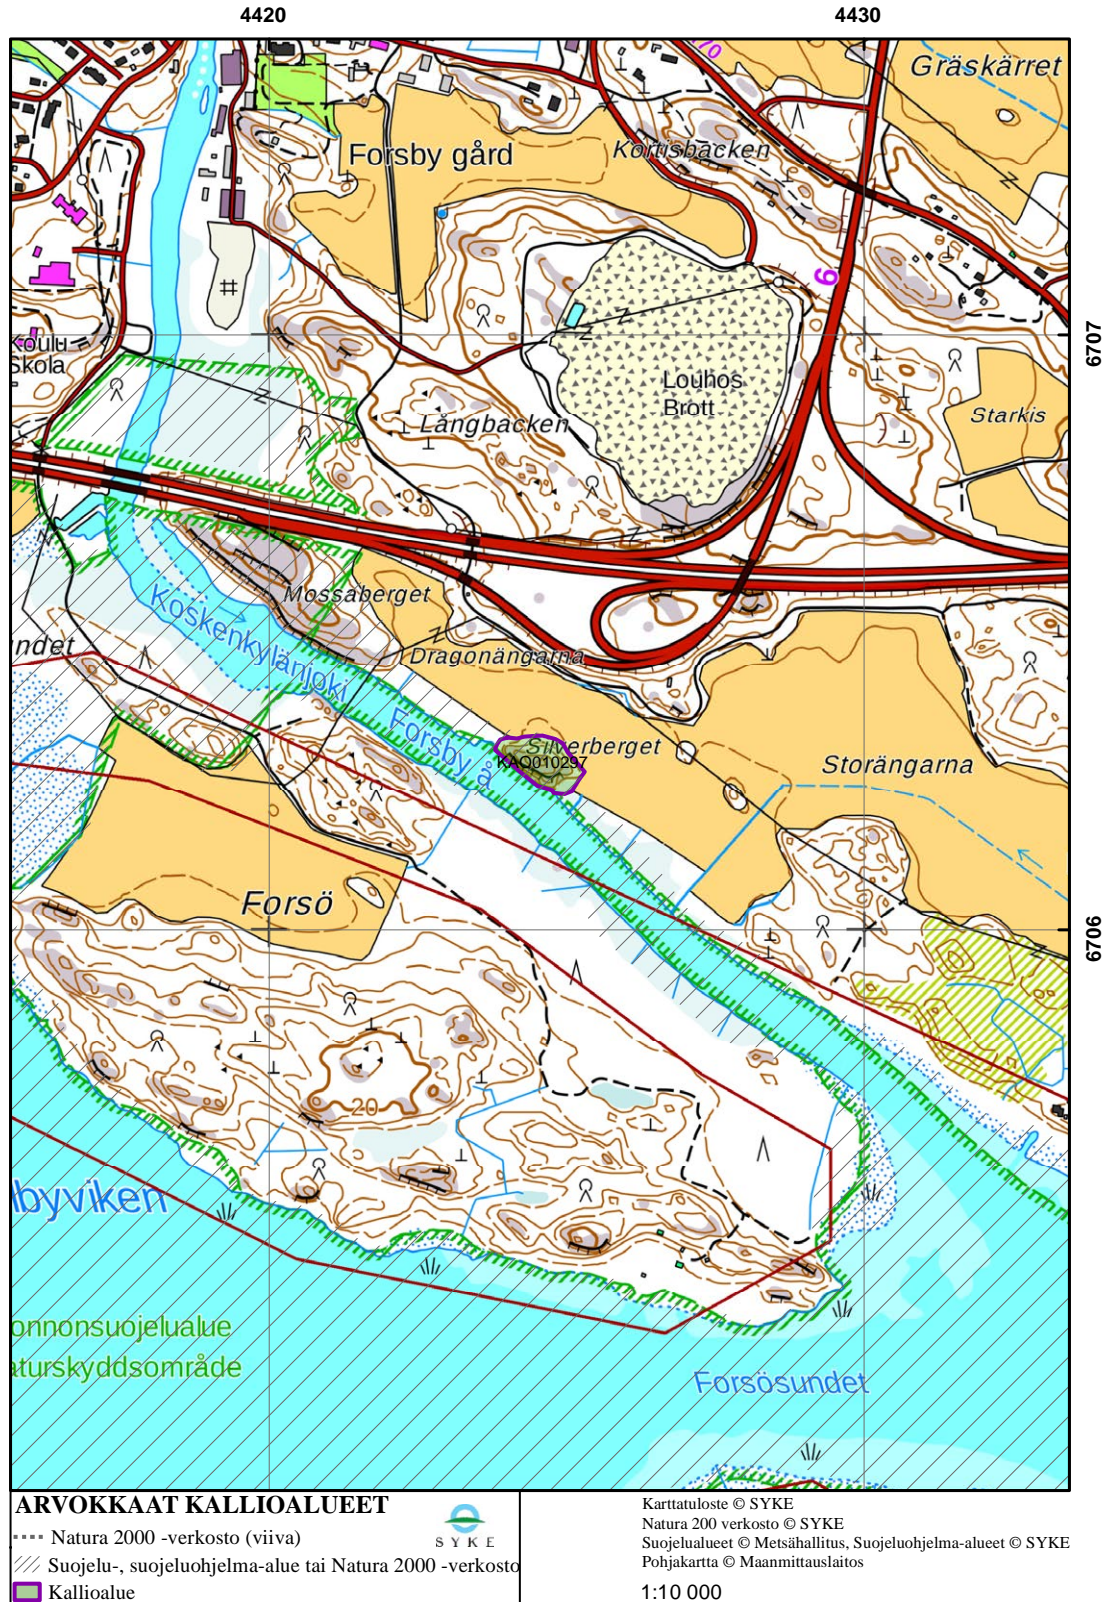 4420
4430
70
Gräskärret
Forsby gård
Kortisbacken
6
6707
Koulu
Skola
Louhos
Brott
Långbacken
Starkis
Mossaberget
Koskenkylänjoki
ndet
Dragonängarna
Forsby å
Silverberget
KAO010297
Storängarna
Forsö
6706
20
byviken
onnonsuojelualue
aturskyddsområde
Forsösundet
ARVOKKAAT KALLIOALUEET
Natura 2000 -verkosto (viiva)
SYKE
Suojelu-, suojeluohjelma-alue tai Natura 2000 -verkosto
Kallioalue
Karttatuloste © SYKE
Natura 200 verkosto © SYKE
Suojelualueet © Metsähallitus, Suojeluohjelma-alueet © SYKE
Pohjakartta © Maanmittauslaitos
1:10 000